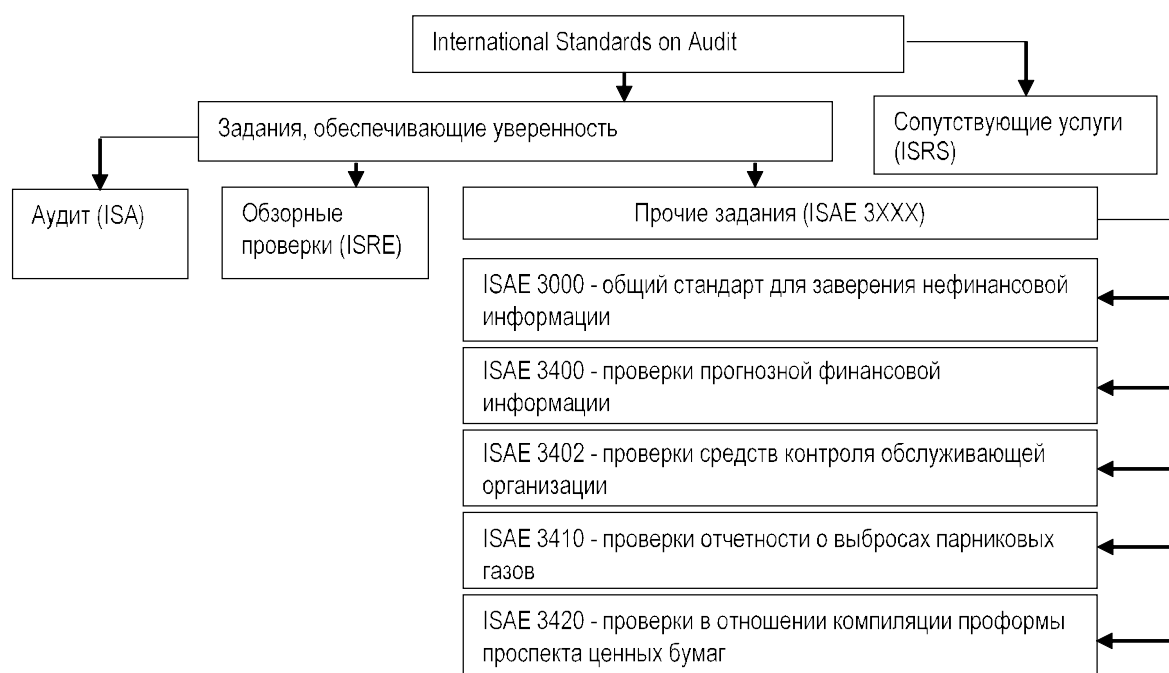 International Standards on Audit
Задания, обеспечивающие уверенность
Сопутствующие услуги
(ISRS)
Аудит (ISA)
Обзорные
проверки (ISRE)
Прочие задания (ISAE 3XXX)
ISAE 3000 - общий стандарт для заверения нефинансовой
информации
ISAE 3400 - проверки прогнозной финансовой
информации
ISAE 3402 - проверки средств контроля обслуживающей
организации
ISAE 3410 - проверки отчетности о выбросах парниковых
газов
ISAE 3420 - проверки в отношении компиляции проформы
проспекта ценных бумаг